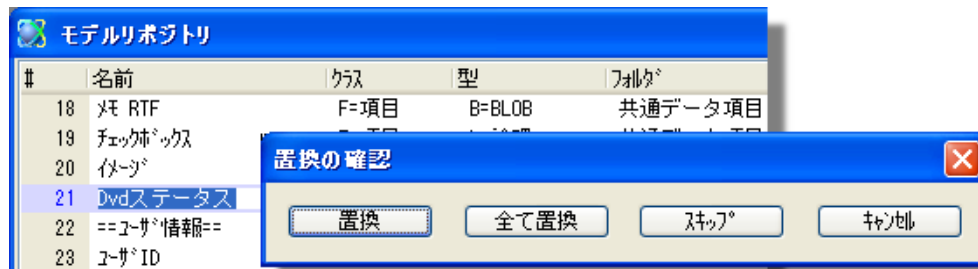 モデルリポジトリ
# 名前 ｸﾗｽ 型 ﾌｫﾙﾀﾞ
18 ﾒﾓ RTF F=項目 B=BLOB 共通データ項目
19 ﾁｪｯｸﾎﾞｯｸｽ
20 ｲﾒｰｼﾞ
置換の確認
21 Dvdステータス
置換 全て置換 ｽｷｯﾌﾟ ｷｬﾝｾﾙ
22 ==ﾕｰｻﾞ情報==
23 ﾕｰｻﾞID